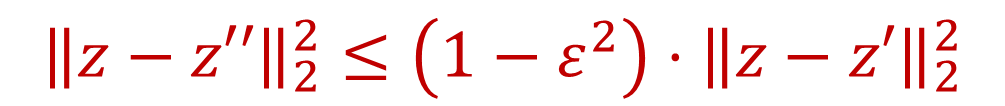 ‖z − z′′‖₂² ≤ (1 − ε²) · ‖z − z′‖₂²